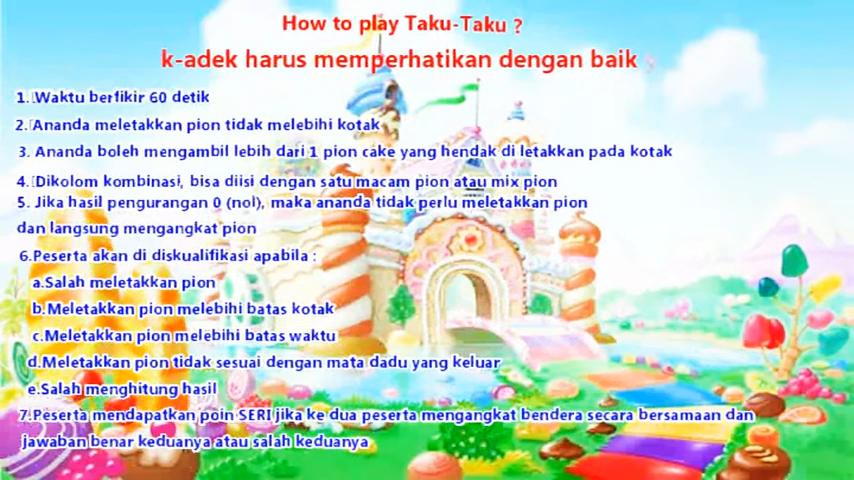 How to play Taku-Taku ?
k-adek harus memperhatikan dengan baik
1. Waktu berfikir 60 detik
2. Ananda meletakkan pion tidak melebihi kotak
3. Ananda boleh mengambil lebih dari 1 pion cake yang hendak di letakkan pada kotak
4. Dikolom kombinasi, bisa diisi dengan satu macam pion atau mix pion
5. Jika hasil pengurangan 0 (nol), maka ananda tidak perlu meletakkan pion
dan langsung mengangkat pion
6.Peserta akan di diskualifikasi apabila :
a.Salah meletakkan pion
b.Meletakkan pion melebihi batas kotak
c.Meletakkan pion melebihi batas waktu
d.Meletakkan pion tidak sesuai dengan mata dadu yang keluar
e.Salah menghitung hasil
7.Peserta mendapatkan poin SERI jika ke dua peserta mengangkat bendera secara bersamaan dan
jawaban benar keduanya atau salah keduanya